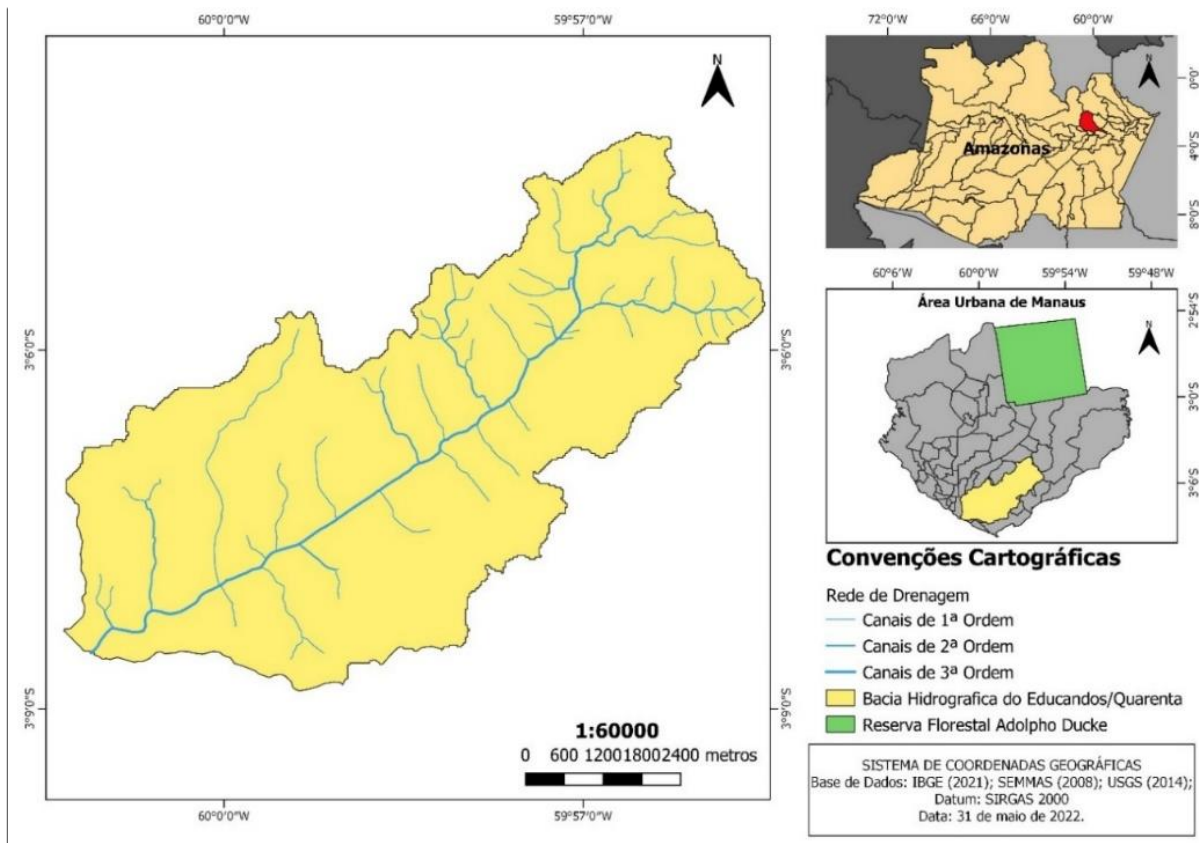 60°0'W
59°57'W
3°6'0"S
3°6'0"S
3°9'0"S
3°9'0"S
1:60000
0 600 1200 1800 2400 metros
60°0'W
59°57'W
72°0'W
66°0'W
60°0'W
0°0'
4°0'S
8°0'S
Amazonas
N
60°6'W
60°0'W
59°54'W
59°48'W
Área Urbana de Manaus
N
2°54'S
3°0'S
3°6'S
Convenções Cartográficas
Rede de Drenagem
Canais de 1ª Ordem
Canais de 2ª Ordem
Canais de 3ª Ordem
Bacia Hidrografica do Educandos/Quarenta
Reserva Florestal Adolpho Ducke
SISTEMA DE COORDENADAS GEOGRÁFICAS
Base de Dados: IBGE (2021); SEMMAS (2008); USGS (2014);
Datum: SIRGAS 2000
Data: 31 de maio de 2022.